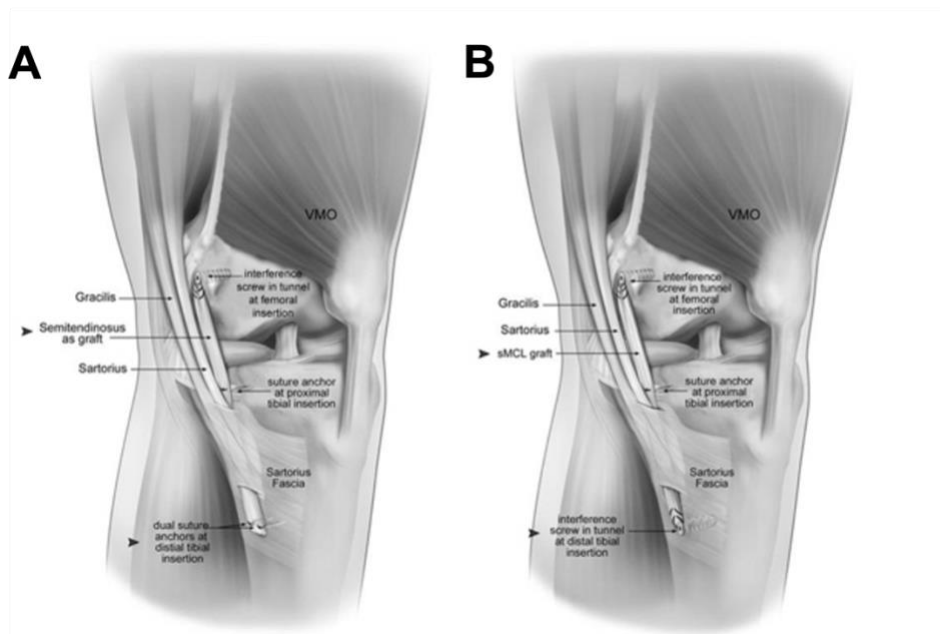 A
VMO
interference
screw in tunnel
at femoral
insertion
Gracilis
Semitendinosus
as graft
Sartorius
suture anchor
at proximal
tibial insertion
Sartorius
Fascia
dual suture
anchors at
distial tibial
insertion
B
VMO
interference
screw in tunnel
at femoral
insertion
Gracilis
Sartorius
sMCL graft
suture anchor
at proximal
tibial insertion
Sartorius
Fascia
interference
screw in tunnel
at distal tibial
insertion